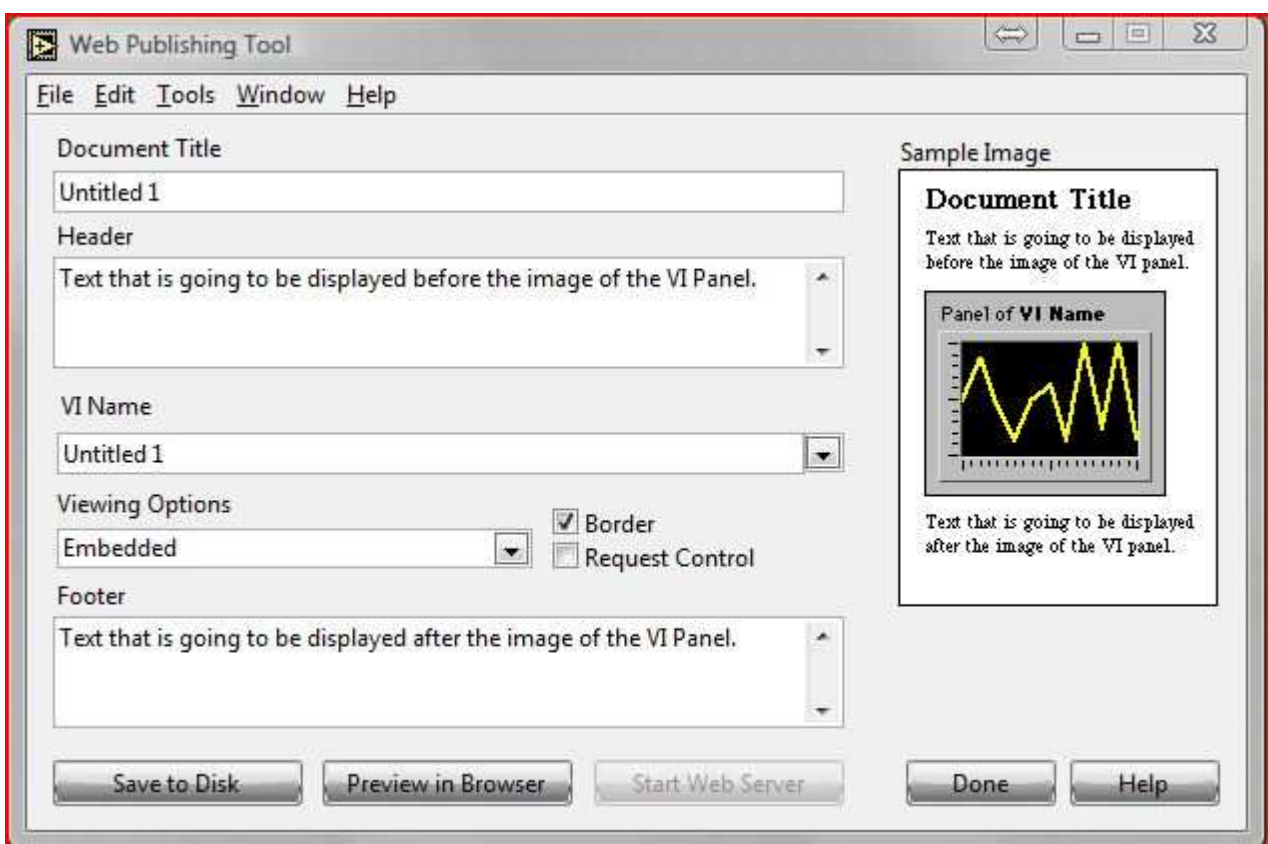 Web Publishing Tool
File Edit Tools Window Help
Document Title
Untitled 1
Header
Text that is going to be displayed before the image of the VI Panel.
VI Name
Untitled 1
Viewing Options
Embedded
Border
Request Control
Footer
Text that is going to be displayed after the image of the VI Panel.
Save to Disk
Preview in Browser
Start Web Server
Sample Image
Document Title
Text that is going to be displayed
before the image of the VI panel.
Panel of VI Name
Text that is going to be displayed
after the image of the VI panel.
Done
Help